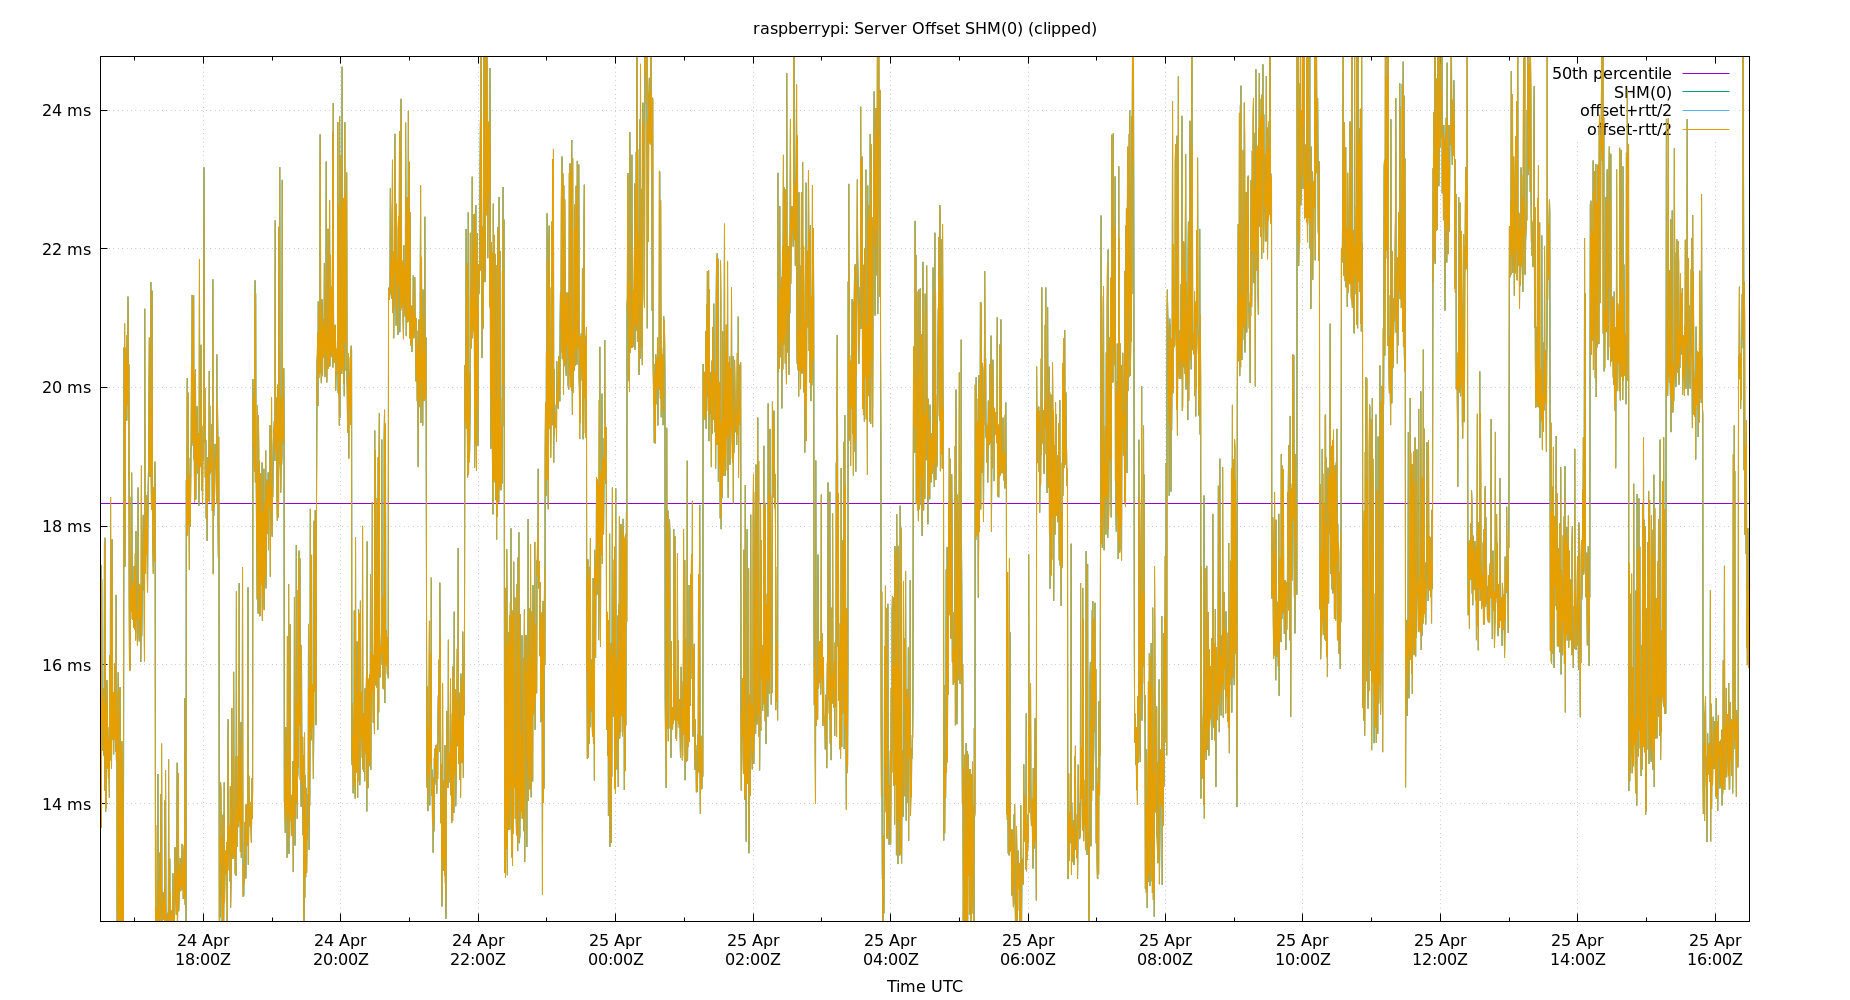 raspberrypi: Server Offset SHM(0) (clipped)
50th percentile
SHM(0)
offset+rtt/2
offset-rtt/2
24 ms
22 ms
20 ms
18 ms
16 ms
14 ms
24 Apr 24 Apr 24 Apr 25 Apr 25 Apr 25 Apr 25 Apr 25 Apr 25 Apr 25 Apr 25 Apr 25 Apr
18:00Z 20:00Z 22:00Z 00:00Z 02:00Z 04:00Z 06:00Z 08:00Z 10:00Z 12:00Z 14:00Z 16:00Z
Time UTC